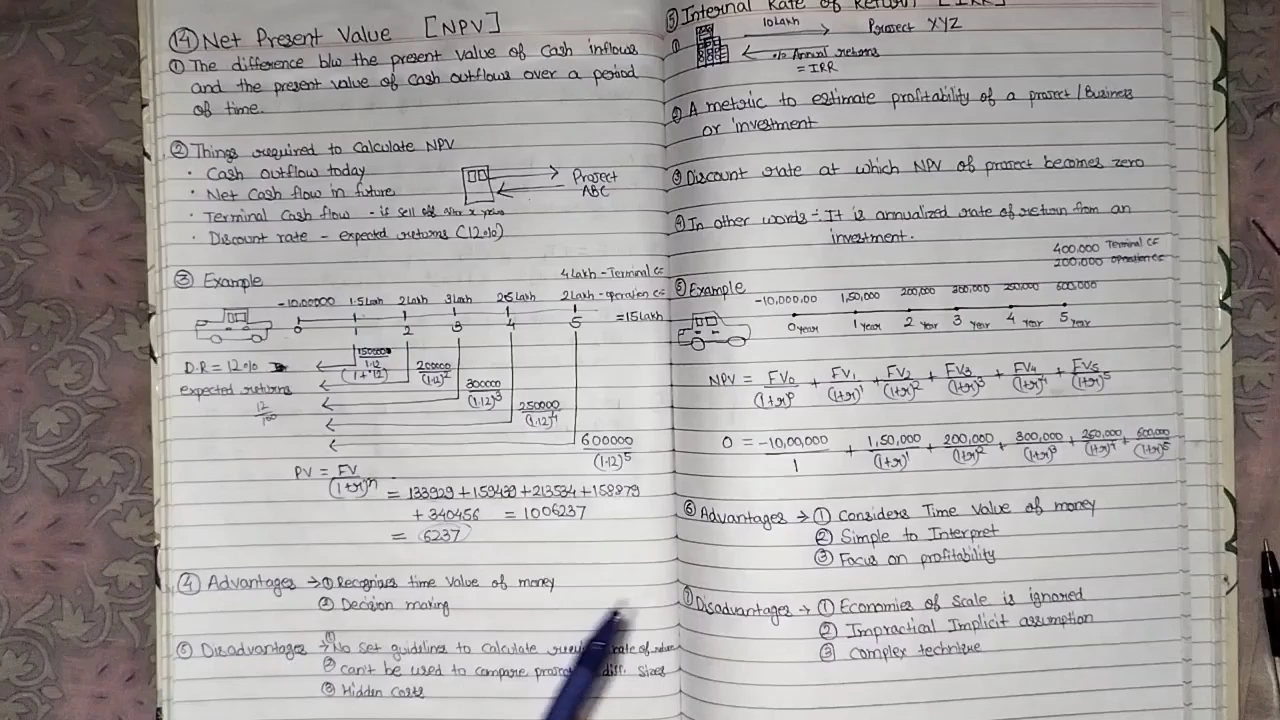 14 Net Present Value [NPV]
① The difference b/w the present value of cash inflows
and the present value of cash outflows over a period
of time.
② Things required to calculate NPV
· Cash outflow today
· Net Cash flow in future
· Terminal Cash flow - if sell off after x years
· Discount rate - expected returns (12%)
Project
ABC
③ Example
4 Lakh - Terminal CF
-10,00000 1.5 Lakh 2 Lakh 3 Lakh 2.5 Lakh 2 Lakh - operation CF
= 15 Lakh
0 1 2 3 4 5
D.R = 12%
expected returns
12/100
150000/1.12
(1+.12)
200000/(1.12)^2
300000/(1.12)^3
250000/(1.12)^4
600000/(1.12)^5
PV = FV/(1+r)^n
= 133929 + 159439 + 213534 + 158879
+ 340456 = 1006237
= 6237
④ Advantages → ① Recognises time value of money
② Decision making
⑤ Disadvantages → ① No set guidelines to calculate rate of
② can't be used to compare diff. sizes
③ Hidden costs
⑤ Internal Rate of Return [IRR]
① 10 Lakh Project XYZ
% Annual returns
= IRR
② A metric to estimate profitability of a project / Business
or investment
③ Discount rate at which NPV of project becomes zero
④ In other words :- It is annualized rate of return from an
investment.
400,000 Terminal CF
200,000 operation CF
⑤ Example
-10,000,00 1,50,000 200,000 300,000 250,000 600,000
0 year 1 year 2 year 3 year 4 year 5 year
NPV = FV0/(1+r)^0 + FV1/(1+r)^1 + FV2/(1+r)^2 + FV3/(1+r)^3 + FV4/(1+r)^4 + FV5/(1+r)^5
0 = -10,00,000/1 + 1,50,000/(1+r)^1 + 200,000/(1+r)^2 + 300,000/(1+r)^3 + 250,000/(1+r)^4 + 600,000/(1+r)^5
⑥ Advantages → ① Considers Time Value of money
② Simple to Interpret
③ Focus on profitability
⑦ Disadvantages → ① Economies of Scale is ignored
② Impractical Implicit assumption
③ Complex technique